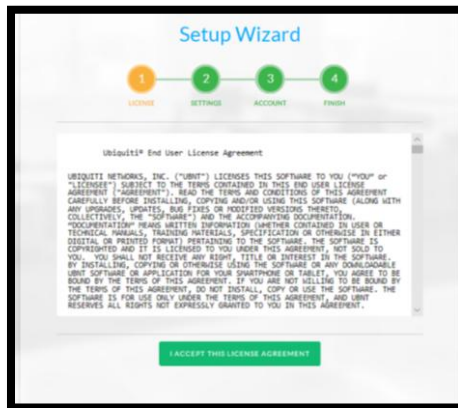 Setup Wizard
1 2 3 4
LICENSE SETTINGS ACCOUNT FINISH
Ubiquiti® End User License Agreement
UBIQUITI NETWORKS, INC. ("UBNT") LICENSES THIS SOFTWARE TO YOU ("YOU" or
"LICENSEE") SUBJECT TO THE TERMS CONTAINED IN THIS END USER LICENSE
AGREEMENT ("AGREEMENT"). READ THE TERMS AND CONDITIONS OF THIS AGREEMENT
CAREFULLY BEFORE INSTALLING, COPYING AND/OR USING THIS SOFTWARE (ALONG WITH
ANY UPGRADES, UPDATES, BUG FIXES OR MODIFIED VERSIONS THERETO,
COLLECTIVELY, THE "SOFTWARE") AND THE ACCOMPANYING DOCUMENTATION.
"DOCUMENTATION" MEANS WRITTEN INFORMATION (WHETHER CONTAINED IN USER OR
TECHNICAL MANUALS, TRAINING MATERIALS, SPECIFICATION OR OTHERWISE IN EITHER
DIGITAL OR PRINTED FORMAT) PERTAINING TO THE SOFTWARE. THE SOFTWARE IS
COPYRIGHTED AND IT IS LICENSED TO YOU UNDER THIS AGREEMENT, NOT SOLD TO
YOU. YOU SHALL NOT RECEIVE ANY RIGHT, TITLE OR INTEREST IN THE SOFTWARE.
BY INSTALLING, COPYING OR OTHERWISE USING THE SOFTWARE OR ANY DOWNLOADABLE
UBNT SOFTWARE OR APPLICATION FOR YOUR SMARTPHONE OR TABLET, YOU AGREE TO BE
BOUND BY THE TERMS OF THIS AGREEMENT. IF YOU ARE NOT WILLING TO BE BOUND BY
THE TERMS OF THIS AGREEMENT, DO NOT INSTALL, COPY OR USE THE SOFTWARE. THE
SOFTWARE IS FOR USE ONLY UNDER THE TERMS OF THIS AGREEMENT, AND UBNT
RESERVES ALL RIGHTS NOT EXPRESSLY GRANTED TO YOU IN THIS AGREEMENT.
I ACCEPT THIS LICENSE AGREEMENT